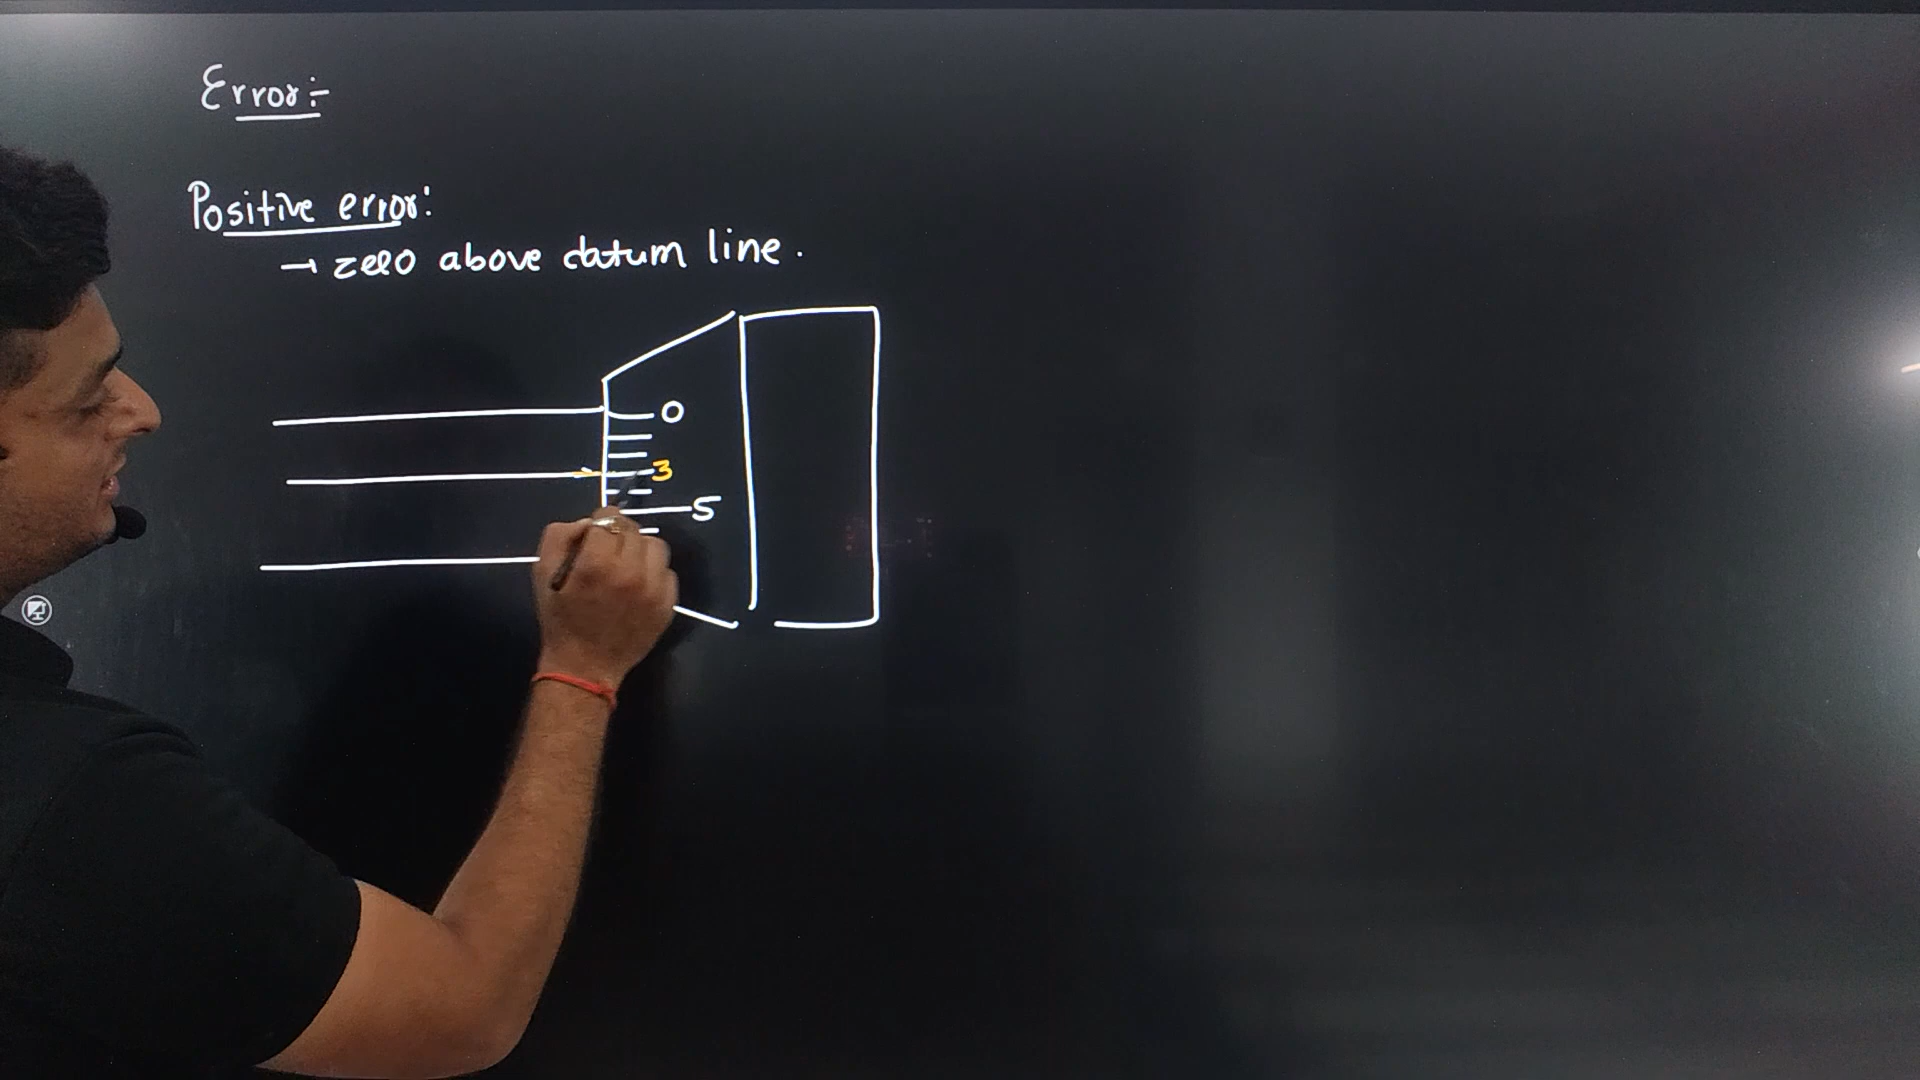 Error:-
Positive error:
→ zero above datum line.
0
3
5